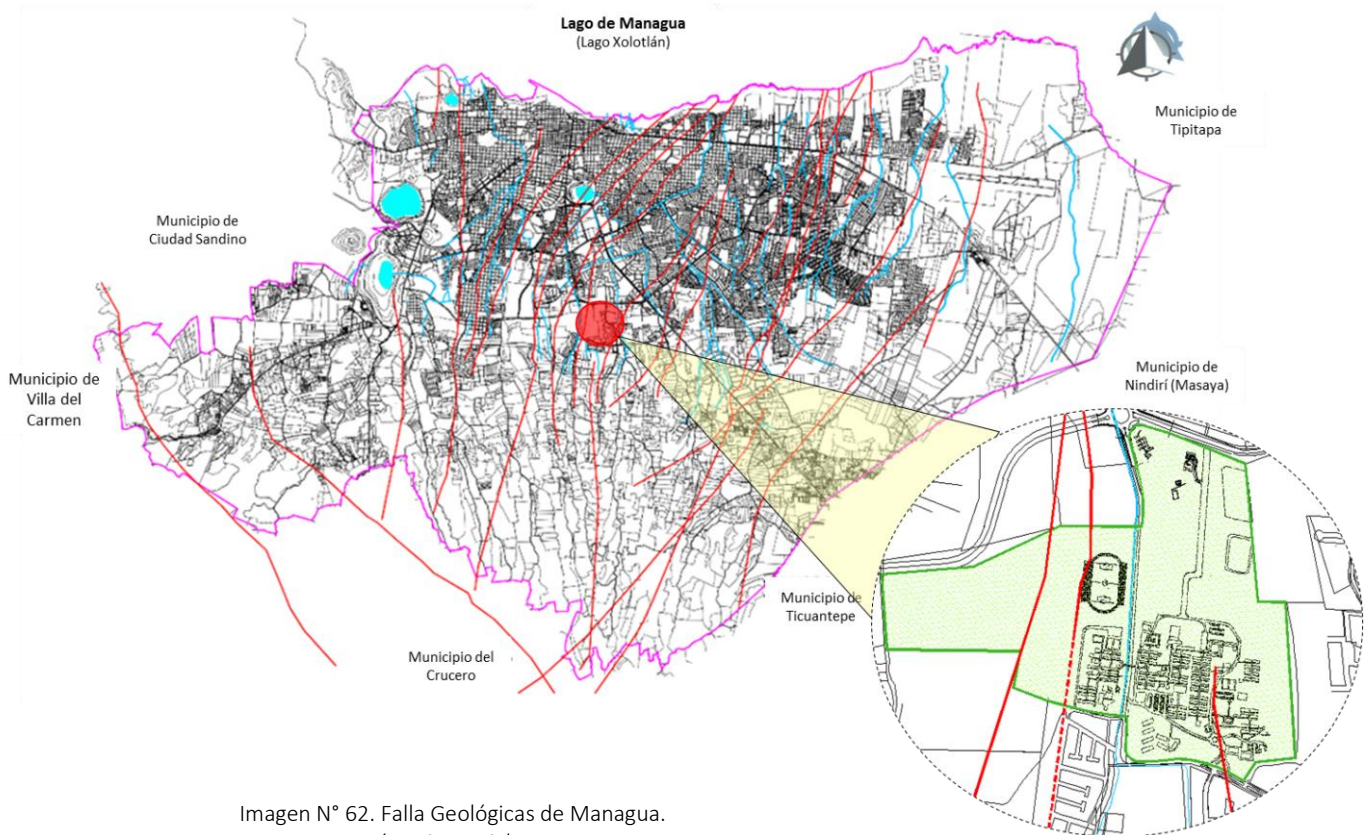 Lago de Managua
(Lago Xolotlán)
Municipio de
Tipitapa
Municipio de
Ciudad Sandino
Municipio de
Villa del
Carmen
Municipio de
Nindirí (Masaya)
Municipio de
Ticuantepe
Municipio del
Crucero
Imagen N° 62. Falla Geológicas de Managua.